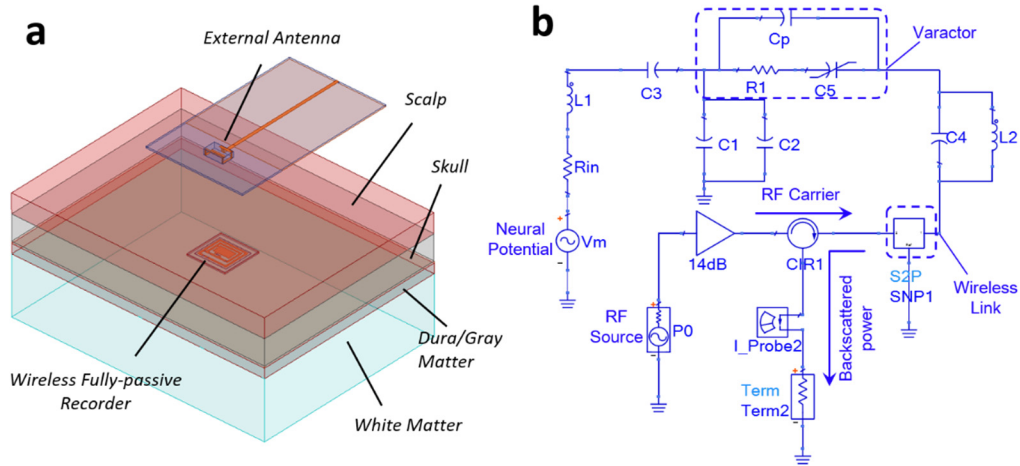 a
External Antenna
Scalp
Skull
Dura/Gray
Matter
White Matter
Wireless Fully-passive
Recorder
b
Cp
Varactor
C3
R1
C5
L1
C1
C2
C4
L2
Rin
RF Carrier
Neural
Potential
Vm
14dB
CIR1
S2P
SNP1
Wireless
Link
RF
Source
P0
I_Probe2
Backscattered
power
Term
Term2